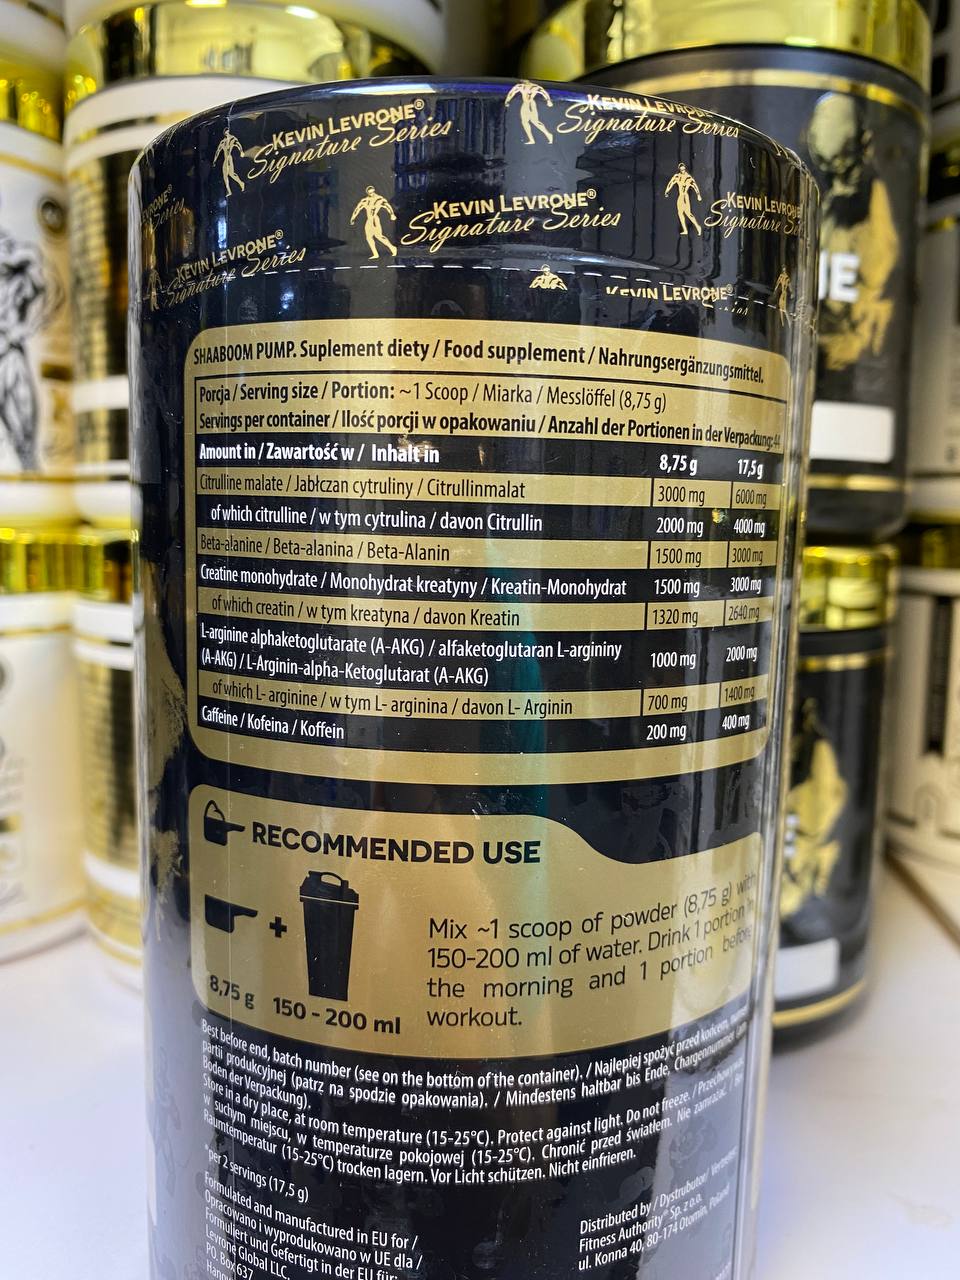 KEVIN LEVRONE®
Signature Series
KEVIN LEVRONE
Signature Series
KEVIN LEVRONE®
Signature Series
KEVIN LEVRONE
Signature
KEVIN LEVRONE®
Signature Series
KEVIN LEVRONE®
SHAABOOM PUMP. Suplement diety / Food supplement / Nahrungsergänzungsmittel.
Porcja / Serving size / Portion: ~1 Scoop / Miarka / Messlöffel (8,75 g)
Servings per container / Ilość porcji w opakowaniu / Anzahl der Portionen in der Verpackung: 44
Amount in / Zawartość w / Inhalt in 8,75 g 17,5 g
Citrulline malate / Jabłczan cytruliny / Citrullinmalat 3000 mg 6000 mg
of which citrulline / w tym cytrulina / davon Citrullin 2000 mg 4000 mg
Beta-alanine / Beta-alanina / Beta-Alanin 1500 mg 3000 mg
Creatine monohydrate / Monohydrat kreatyny / Kreatin-Monohydrat 1500 mg 3000 mg
of which creatin / w tym kreatyna / davon Kreatin 1320 mg 2640 mg
L-arginine alphaketoglutarate (A-AKG) / alfaketoglutaran L-argininy
(A-AKG) / L-Arginin-alpha-Ketoglutarat (A-AKG) 1000 mg 2000 mg
of which L- arginine / w tym L- arginina / davon L- Arginin 700 mg 1400 mg
Caffeine / Kofeina / Koffein 200 mg 400 mg
RECOMMENDED USE
+
8,75 g 150 - 200 ml
Mix ~1 scoop of powder (8,75 g) with
150-200 ml of water. Drink 1 portion in
the morning and 1 portion before
workout.
Best before end, batch number (see on the bottom of the container). / Najlepiej spożyć przed końcem, numer
partii produkcyjnej (patrz na spodzie opakowania). / Mindestens haltbar bis Ende, Chargennummer
Boden der Verpackung).
Store in a dry place, at room temperature (15-25°C). Protect against light. Do not freeze. / Przechowywać
w suchym miejscu, w temperaturze pokojowej (15-25°C). Chronić przed światłem. Nie zamrażać. /
Raumtemperatur (15-25°C) trocken lagern. Vor Licht schützen. Nicht einfrieren.
*per 2 servings (17,5 g)
Formulated and manufactured in EU for /
Opracowano i wyprodukowano w UE dla /
Formuliert und Gefertigt in der EU für:
Levrone Global LLC.
PO. Box 637
Distributed by / Dystrybutor/
Fitness Authority® Sp. z o.o.
ul. Konna 40, 80-174 Otomin, Poland